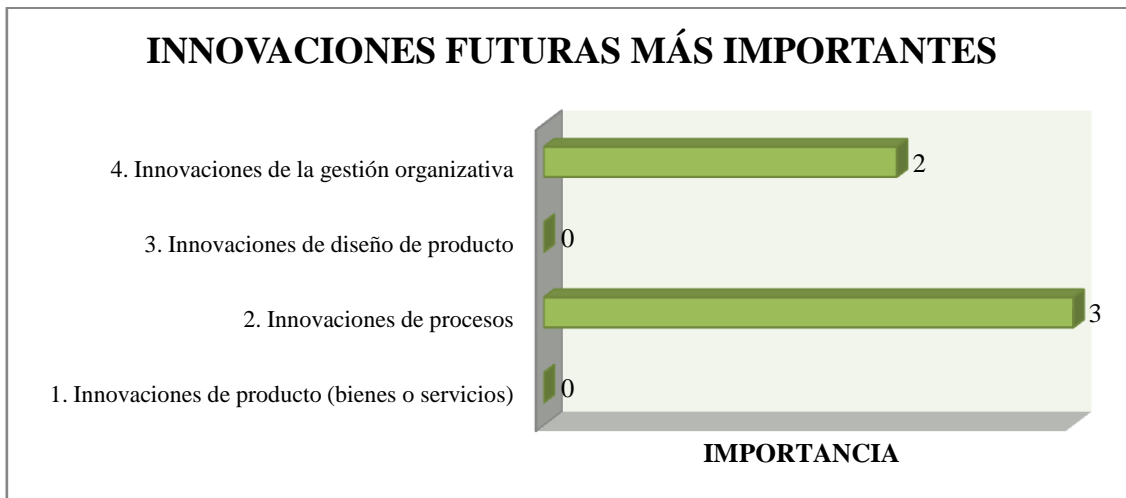 INNOVACIONES FUTURAS MÁS IMPORTANTES
4. Innovaciones de la gestión organizativa
2
3. Innovaciones de diseño de producto
0
2. Innovaciones de procesos
3
1. Innovaciones de producto (bienes o servicios)
0
IMPORTANCIA